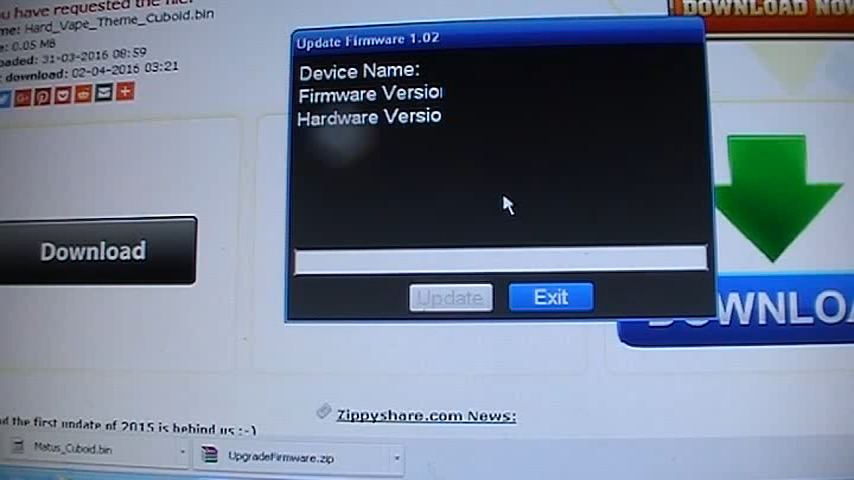 u have requested the file:
me: Hard_Vape_Theme_Cuboid.bin
e: 0.05 MB
oaded: 31-03-2016 08:59
t download: 02-04-2016 03:21
DOWNLOAD NOW
Update Firmware 1.02
Device Name:
Firmware Version
Hardware Versio
Download
Update
Exit
DOWNLOA
d the first update of 2015 is behind us :-)
Zippyshare.com News:
Matus_Cuboid.bin
UpgradeFirmware.zip